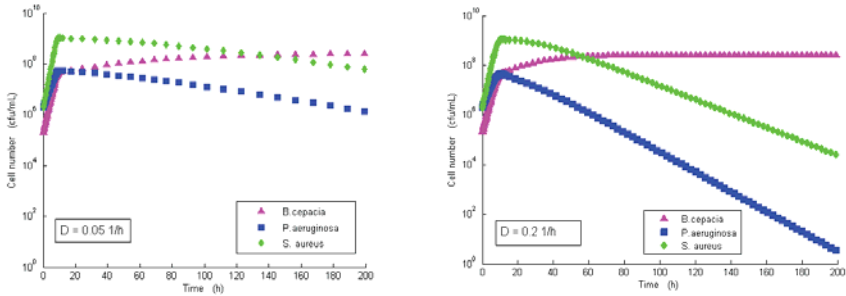 10^10
10^8
10^6
10^4
10^2
10^0
Cell number (cfu/mL)
D = 0.05 1/h
B.cepacia
P.aeruginosa
S. aureus
0 20 40 60 80 100 120 140 160 180 200
Time (h)
10^10
10^8
10^6
10^4
10^2
10^0
Cell number (cfu/mL)
D = 0.2 1/h
B.cepacia
P.aeruginosa
S. aureus
0 20 40 60 80 100 120 140 160 180 200
Time (h)